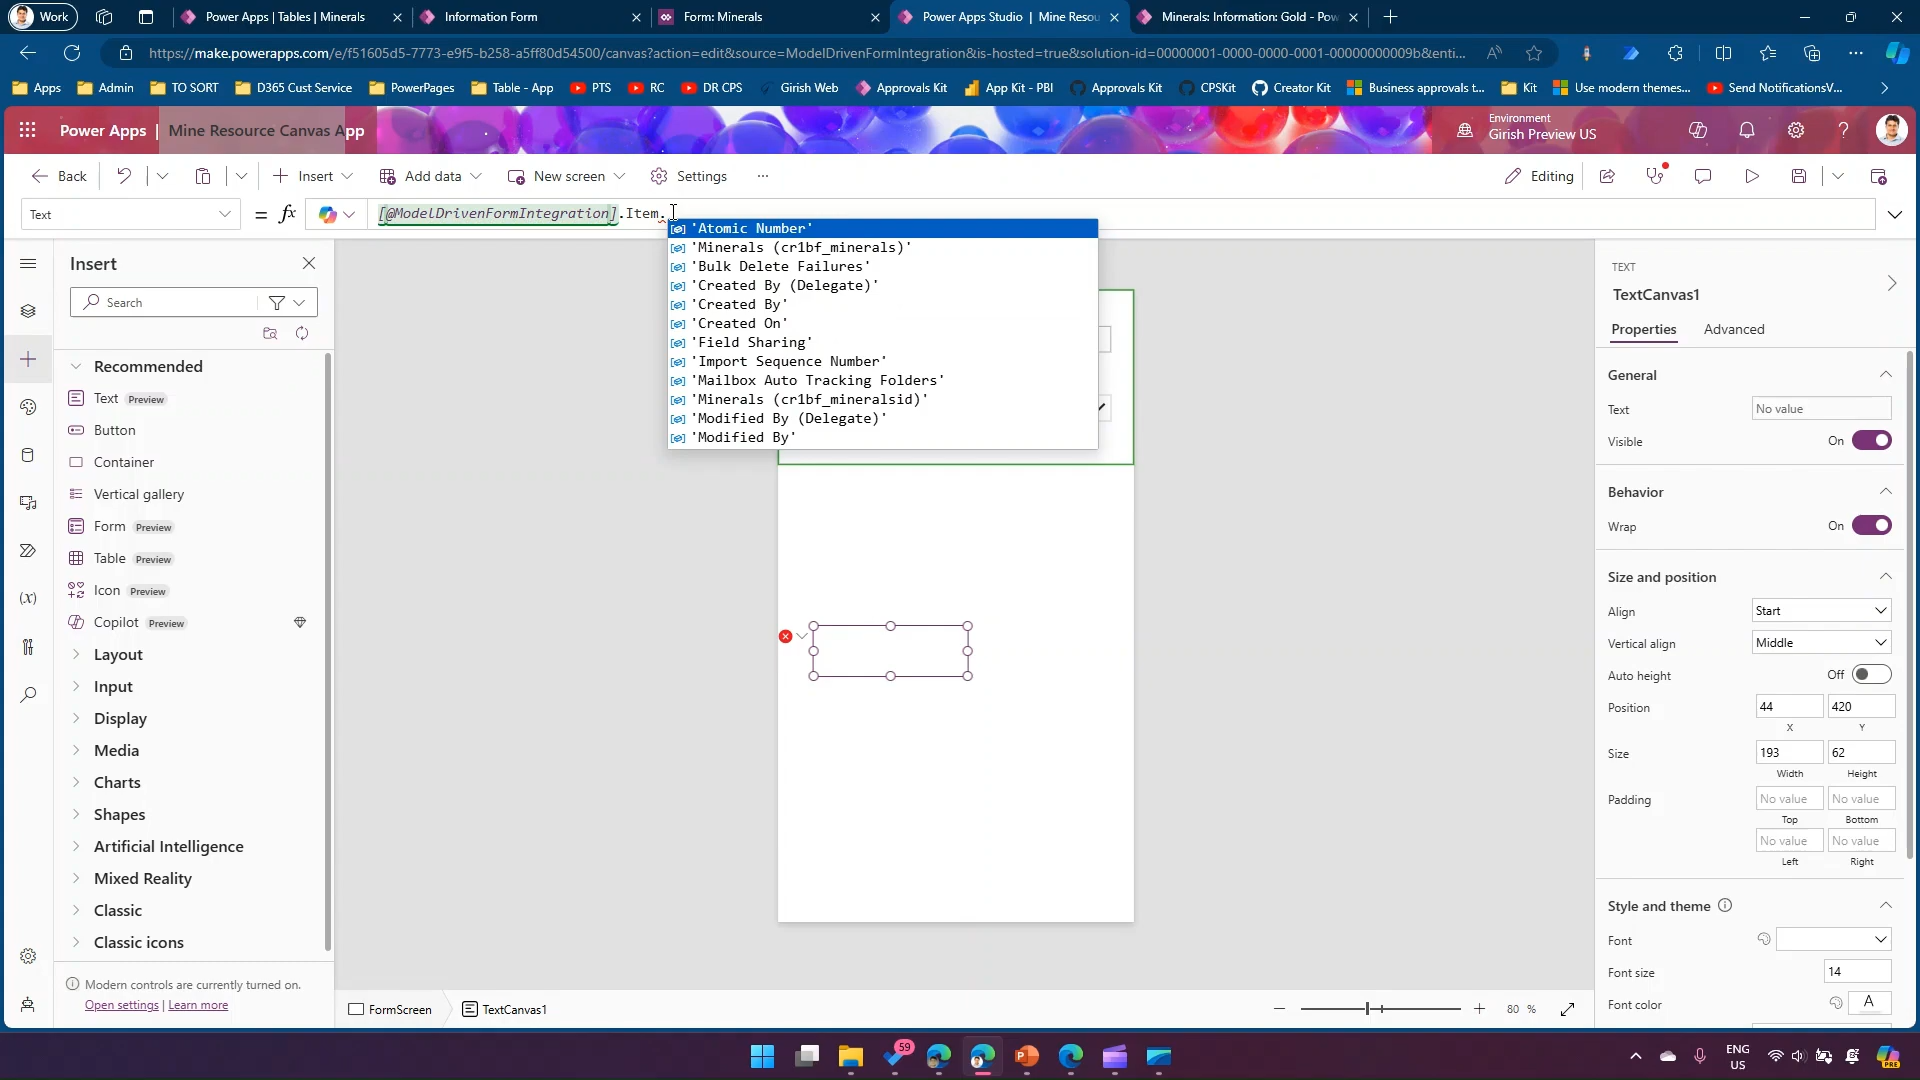 Work
Power Apps | Tables | Minerals
Information Form
Form: Minerals
Power Apps Studio | Mine Resou
Minerals: Information: Gold - Pow
https://make.powerapps.com/e/f51605d5-7773-e9f5-b258-a5ff80d54500/canvas?action=edit&source=ModelDrivenFormIntegration&is-hosted=true&solution-id=00000001-0000-0000-0001-00000000009b&enti...
Apps
Admin
TO SORT
D365 Cust Service
PowerPages
Table - App
PTS
RC
DR CPS
Girish Web
Approvals Kit
App Kit - PBI
Approvals Kit
CPSKit
Creator Kit
Business approvals t...
Kit
Use modern themes...
Send NotificationsV...
Power Apps | Mine Resource Canvas App
Environment
Girish Preview US
Back
Insert
Add data
New screen
Settings
...
Editing
Text
= fx
[@ModelDrivenFormIntegration].Item.
'Atomic Number'
'Minerals (cr1bf_minerals)'
'Bulk Delete Failures'
'Created By (Delegate)'
'Created By'
'Created On'
'Field Sharing'
'Import Sequence Number'
'Mailbox Auto Tracking Folders'
'Minerals (cr1bf_mineralsid)'
'Modified By (Delegate)'
'Modified By'
Insert
Search
Recommended
Text Preview
Button
Container
Vertical gallery
Form Preview
Table Preview
Icon Preview
Copilot Preview
Layout
Input
Display
Media
Charts
Shapes
Artificial Intelligence
Mixed Reality
Classic
Classic icons
Modern controls are currently turned on.
Open settings | Learn more
TEXT
TextCanvas1
Properties
Advanced
General
Text
No value
Visible
On
Behavior
Wrap
On
Size and position
Align
Start
Vertical align
Middle
Auto height
Off
Position
44
420
X
Y
Size
193
62
Width
Height
Padding
No value
No value
Top
Bottom
No value
No value
Left
Right
Style and theme
Font
Font size
14
Font color
A
FormScreen
TextCanvas1
80 %
59
ENG
US
PRE